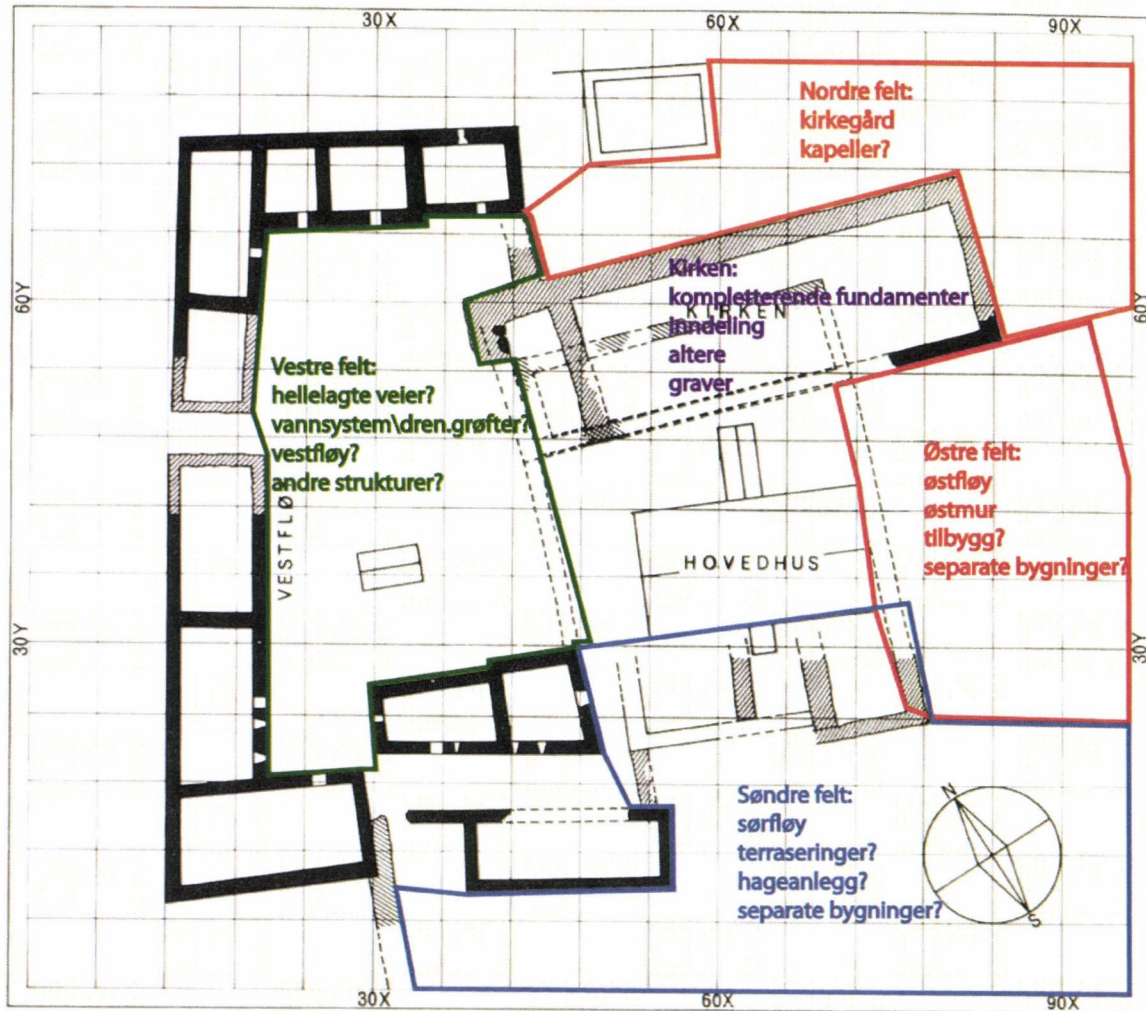 30X
60X
90X
Nordre felt:
kirkegård
kapeller?
60Y
60Y
Kirken:
kompletterende fundamenter
KIRKEN
inndeling
altere
graver
Vestre felt:
hellelagte veier?
vannsystem\dren.grøfter?
vestfløy?
andre strukturer?
VESTFLØ
Østre felt:
østfløy
østmur
tilbygg?
separate bygninger?
HOVEDHUS
30Y
30Y
Søndre felt:
sørfløy
terraseringer?
hageanlegg?
separate bygninger?
N
S
30X
60X
90X